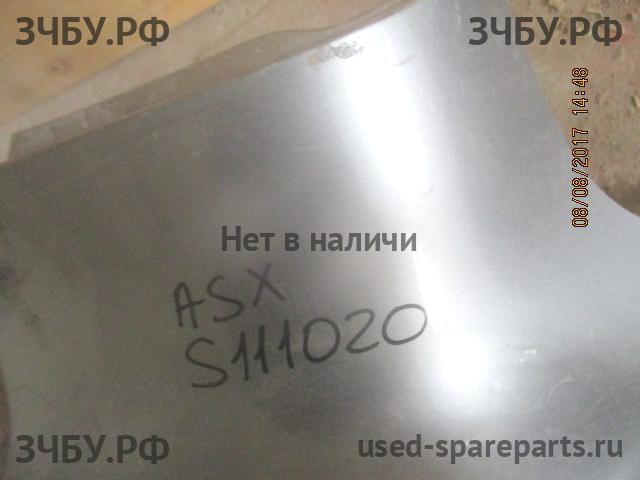 ЗЧБУ.РФ
ЗЧБУ.РФ
08/08/2017 14:48
Нет в наличи
ASX
S111020
ЗЧБУ.РФ
used-spareparts.ru